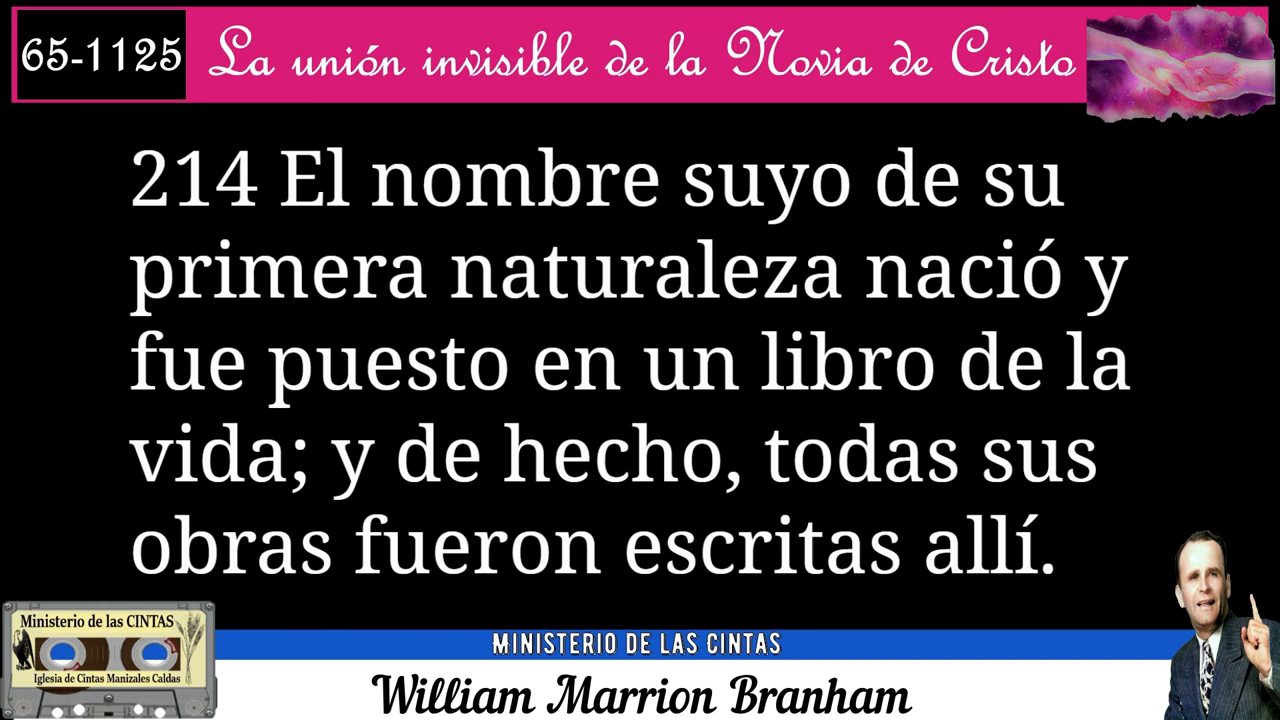 65-1125 La unión invisible de la Novia de Cristo
214 El nombre suyo de su
primera naturaleza nació y
fue puesto en un libro de la
vida; y de hecho, todas sus
obras fueron escritas allí.
Ministerio de las CINTAS
Iglesia de Cintas Manizales Caldas
MINISTERIO DE LAS CINTAS
William Marrion Branham